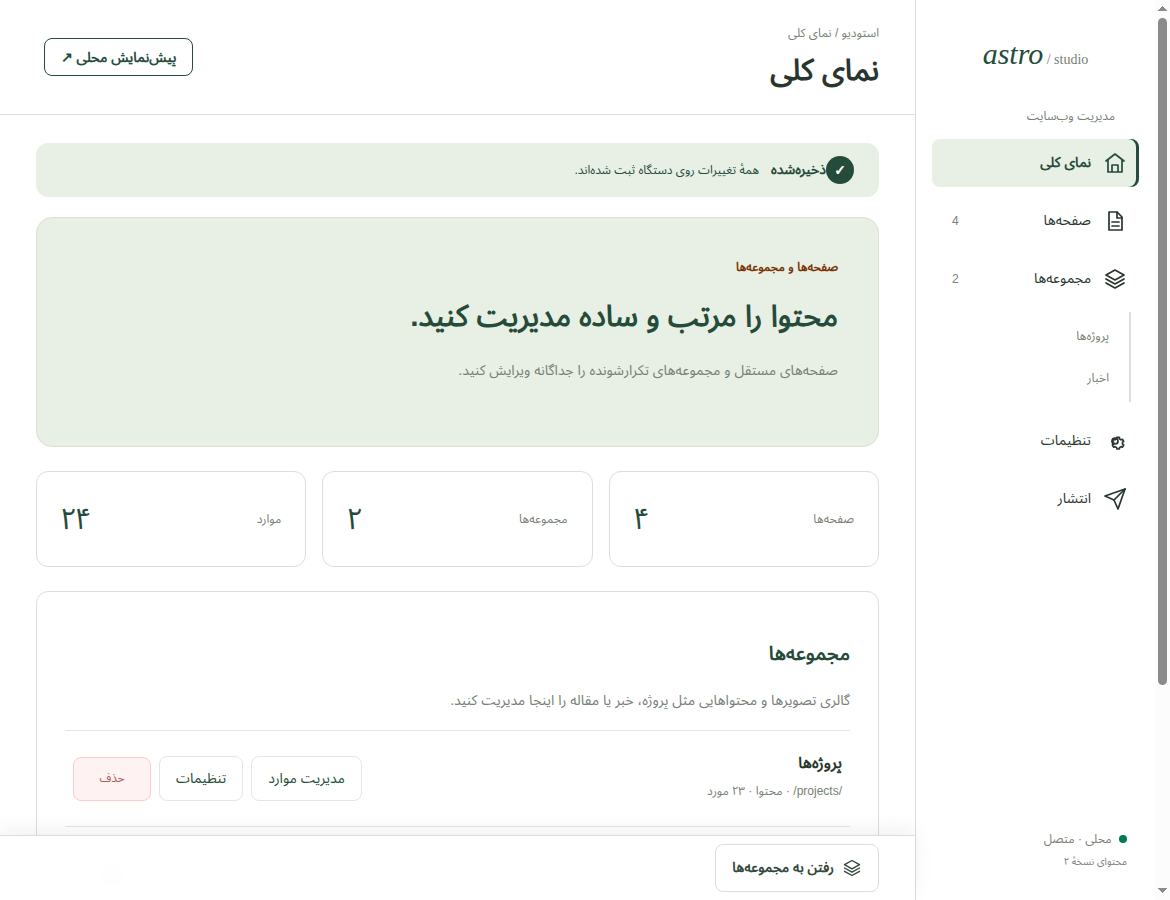 astro / studio
مدیریت وب‌سایت
نمای کلی
صفحه‌ها 4
مجموعه‌ها 2
پروژه‌ها
اخبار
تنظیمات
انتشار
محلی · متصل
محتوای نسخهٔ ۲
استودیو / نمای کلی
نمای کلی
پیش‌نمایش محلی ↗
✓ ذخیره‌شده همهٔ تغییرات روی دستگاه ثبت شده‌اند.
صفحه‌ها و مجموعه‌ها
محتوا را مرتب و ساده مدیریت کنید.
صفحه‌های مستقل و مجموعه‌های تکرارشونده را جداگانه ویرایش کنید.
صفحه‌ها ۴
مجموعه‌ها ۲
موارد ۲۴
مجموعه‌ها
گالری تصویرها و محتواهایی مثل پروژه، خبر یا مقاله را اینجا مدیریت کنید.
پروژه‌ها
/projects/ · محتوا · ۲۳ مورد
مدیریت موارد
تنظیمات
حذف
رفتن به مجموعه‌ها